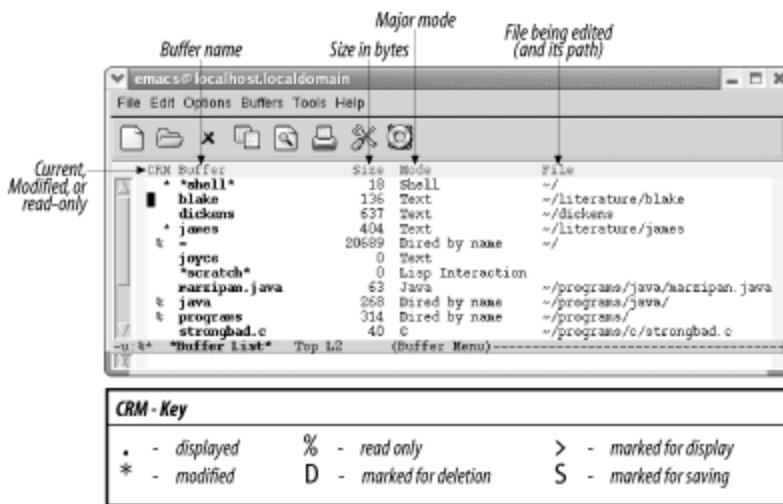 Major mode
Buffer name
Size in bytes
File being edited
(and its path)
emacs@localhost.localdomain
File Edit Options Buffers Tools Help
Current,
Modified, or
read-only
CRM Buffer Size Mode File
* *shell* 18 Shell ~/
blake 136 Text ~/literature/blake
dickens 637 Text ~/dickens
* james 404 Text ~/literature/james
% ~ 20689 Dired by name ~/
joyce 0 Text
*scratch* 0 Lisp Interaction
marzipan.java 63 Java ~/programs/java/marzipan.java
% java 268 Dired by name ~/programs/java/
% programs 314 Dired by name ~/programs/
strongbad.c 40 C ~/programs/c/strongbad.c
-u:%* *Buffer List* Top L2 (Buffer Menu)--------------------
CRM - Key
. - displayed % - read only > - marked for display
* - modified D - marked for deletion S - marked for saving